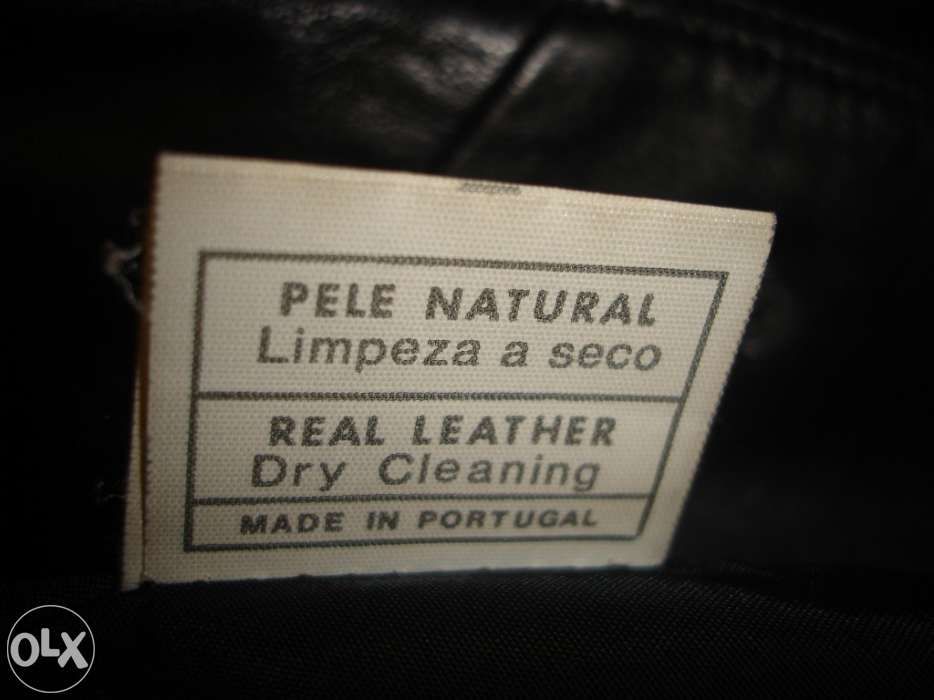 PELE NATURAL
Limpeza a seco
REAL LEATHER
Dry Cleaning
MADE IN PORTUGAL
OLX